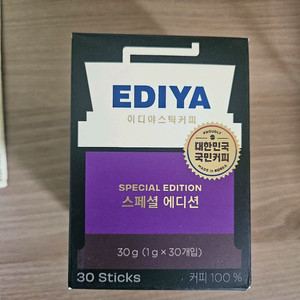 EDIYA
이디야스틱커피
PROUDLY
대한민국
국민커피
MADE IN KOREA
SPECIAL EDITION
스페셜 에디션
30g (1g × 30개입)
30 Sticks
커피 100 %